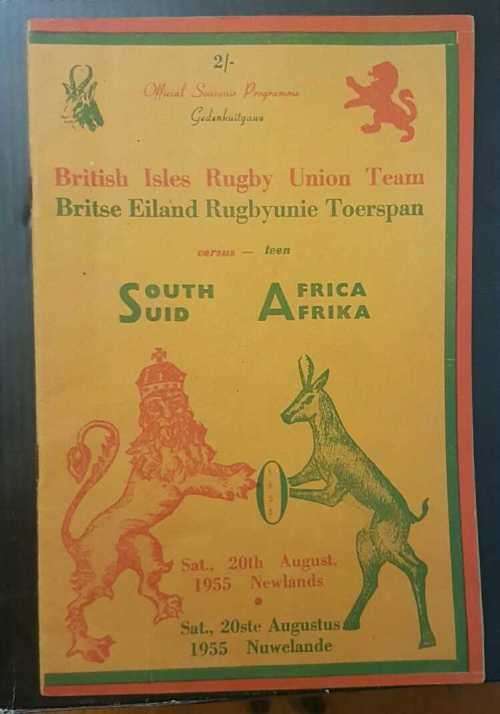 2/-
Official Souvenir Programme
Gedenkuitgawe
British Isles Rugby Union Team
Britse Eiland Rugbyunie Toerspan
versus — teen
SOUTH AFRICA
SUID AFRIKA
1955
Sat., 20th August,
1955 Newlands
Sat., 20ste Augustus
1955 Nuwelande